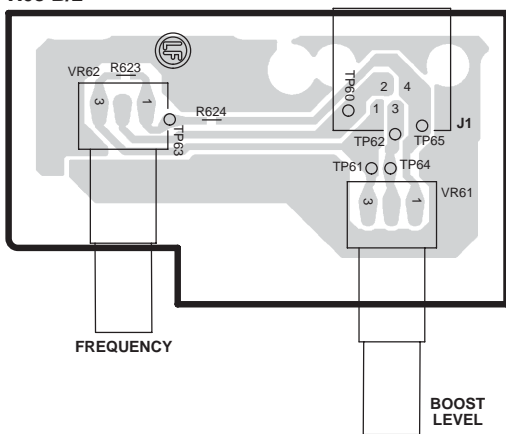 LF
R623
VR62
3
1
R624
TP63
TP60
2 4
1 3
J1
TP62
TP65
TP61
TP64
VR61
3
1
FREQUENCY
BOOST
LEVEL